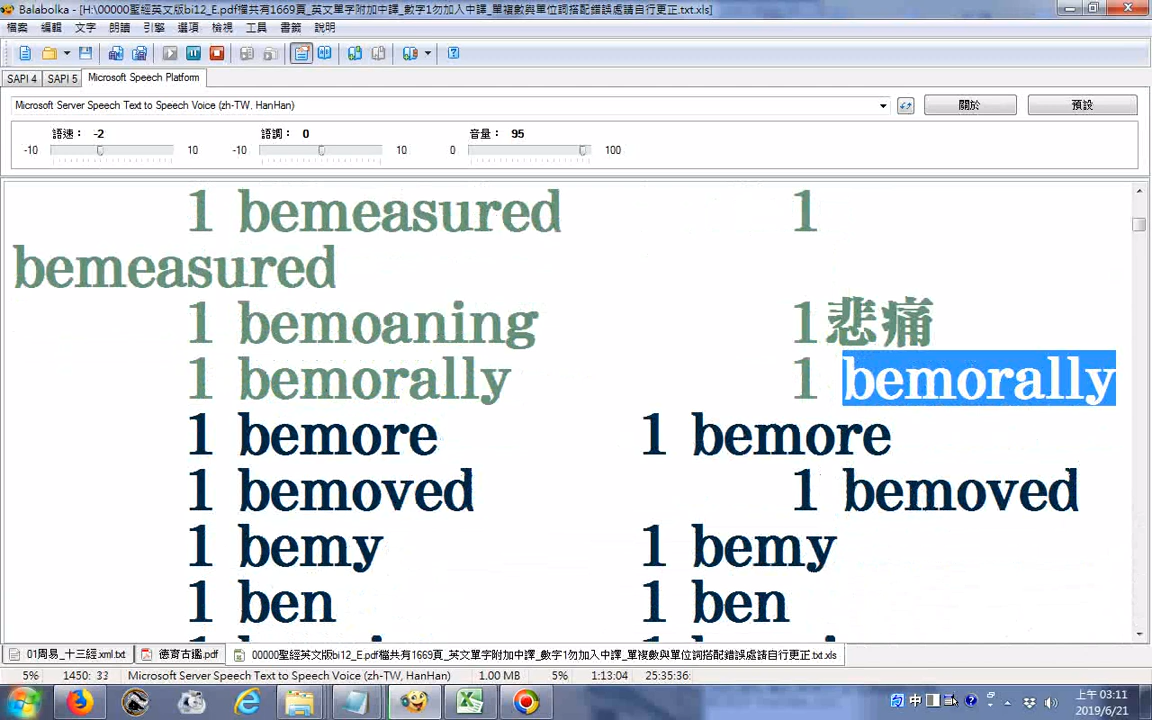 Balabolka - [H:\00000聖經英文版bi12_E.pdf檔共有1669頁_英文單字附加中譯_數字1勿加入中譯_單複數與單位詞搭配錯誤處請自行更正.txt.xls]
檔案 編輯 文字 朗讀 引擎 選項 檢視 工具 書籤 說明
SAPI 4 SAPI 5 Microsoft Speech Platform
Microsoft Server Speech Text to Speech Voice (zh-TW, HanHan) 關於 預設
語速： -2 語調： 0 音量： 95
-10 10 -10 10 0 100
1 bemeasured 1
bemeasured
1 bemoaning 1悲痛
1 bemorally 1 bemorally
1 bemore 1 bemore
1 bemoved 1 bemoved
1 bemy 1 bemy
1 ben 1 ben
01周易_十三經.xml.txt 德育古鑑.pdf 00000聖經英文版bi12_E.pdf檔共有1669頁_英文單字附加中譯_數字1勿加入中譯_單複數與單位詞搭配錯誤處請自行更正.txt.xls
5% 1450: 33 Microsoft Server Speech Text to Speech Voice (zh-TW, HanHan) 1.00 MB 5% 1:13:04 25:35:36
中 上午 03:11
2019/6/21